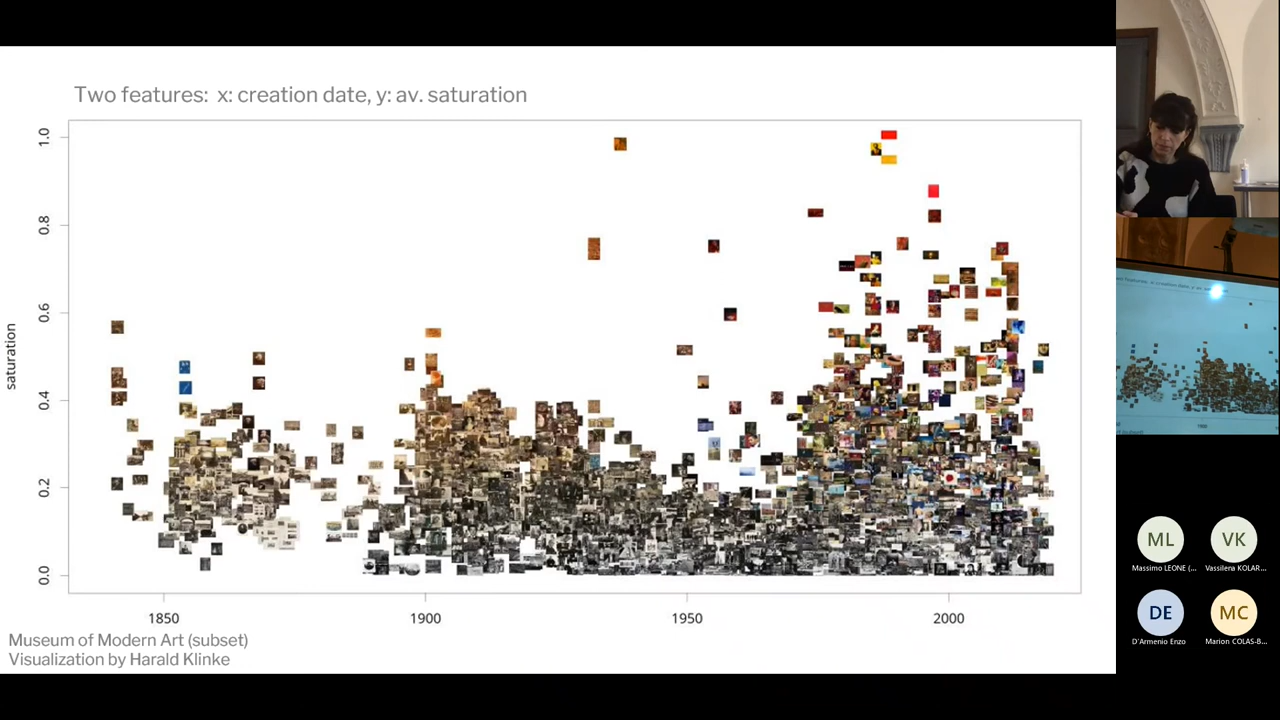 Two features: x: creation date, y: av. saturation
1.0
0.8
0.6
0.4
0.2
0.0
saturation
1850
1900
1950
2000
Museum of Modern Art (subset)
Visualization by Harald Klinke
ML
VK
Massimo LEONE (...
Vassilena KOLAR...
DE
MC
D'Armenio Enzo
Marion COLAS-B...